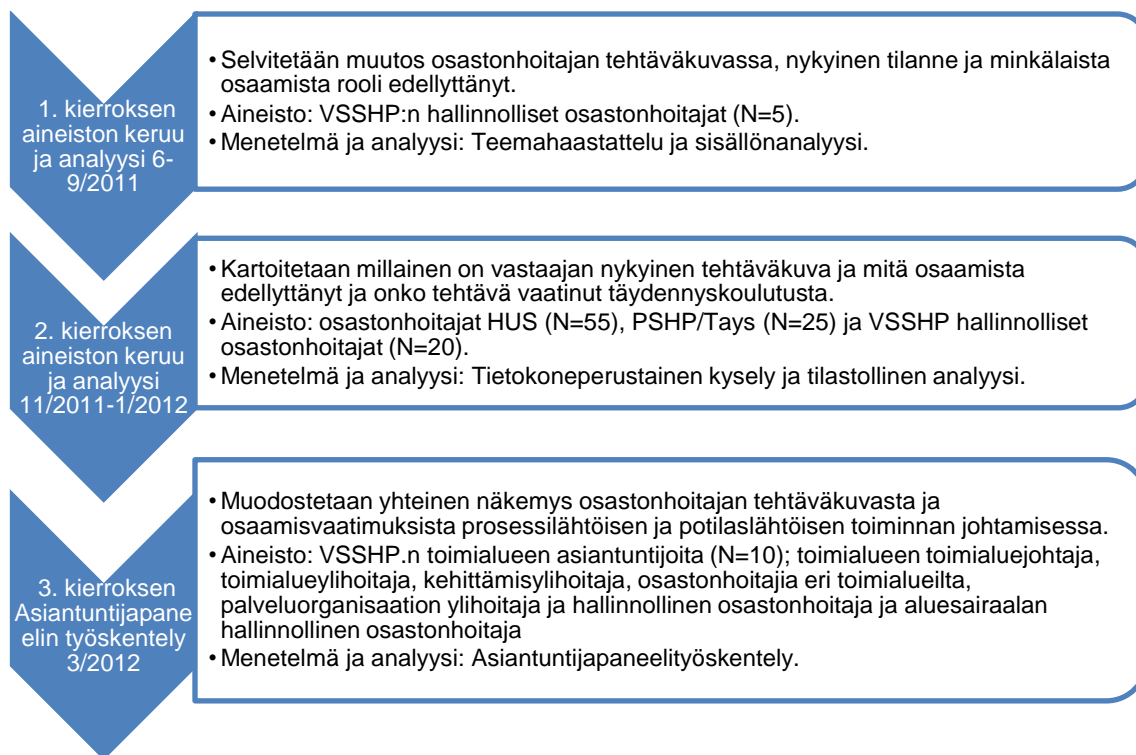 1. kierroksen
aineiston keruu
ja analyysi 6-
9/2011
• Selvitetään muutos osastonhoitajan tehtäväkuvassa, nykyinen tilanne ja minkälaista
osaamista rooli edellyttänyt.
• Aineisto: VSSHP:n hallinnolliset osastonhoitajat (N=5).
• Menetelmä ja analyysi: Teemahaastattelu ja sisällönanalyysi.
2. kierroksen
aineiston keruu
ja analyysi
11/2011-1/2012
• Kartoitetaan millainen on vastaajan nykyinen tehtäväkuva ja mitä osaamista
edellyttänyt ja onko tehtävä vaatinut täydennyskoulutusta.
• Aineisto: osastonhoitajat HUS (N=55), PSHP/Tays (N=25) ja VSSHP hallinnolliset
osastonhoitajat (N=20).
• Menetelmä ja analyysi: Tietokoneperustainen kysely ja tilastollinen analyysi.
3. kierroksen
Asiantuntijapane
elin työskentely
3/2012
• Muodostetaan yhteinen näkemys osastonhoitajan tehtäväkuvasta ja
osaamisvaatimuksista prosessilähtöisen ja potilaslähtöisen toiminnan johtamisessa.
• Aineisto: VSSHP.n toimialueen asiantuntijoita (N=10); toimialueen toimialuejohtaja,
toimialueylihoitaja, kehittämisylihoitaja, osastonhoitajia eri toimialueilta,
palveluorganisaation ylihoitaja ja hallinnollinen osastonhoitaja ja aluesairaalan
hallinnollinen osastonhoitaja
• Menetelmä ja analyysi: Asiantuntijapaneelityöskentely.